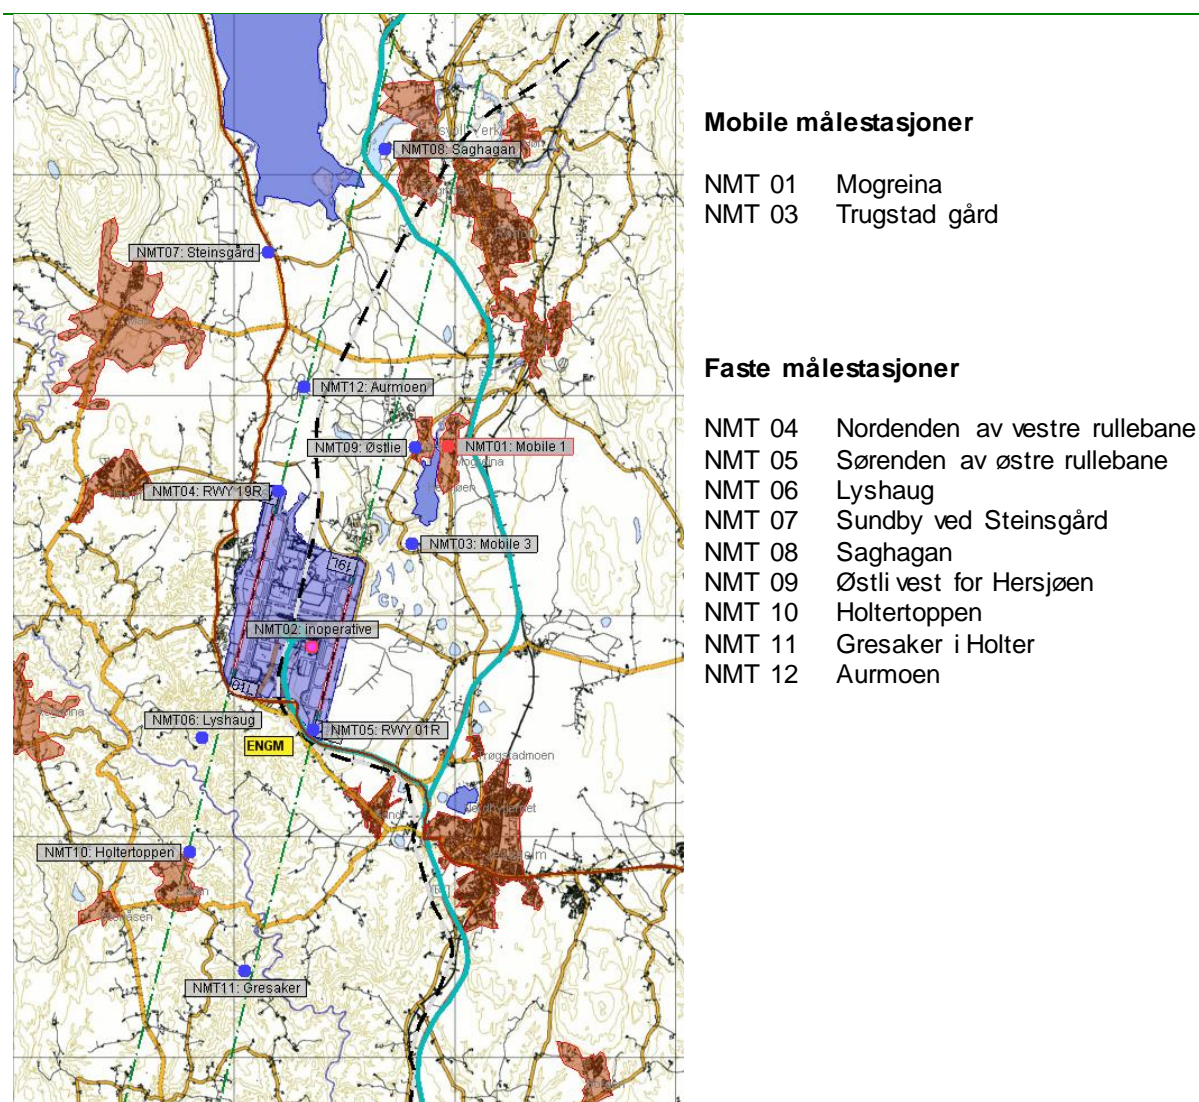 NMT08: Saghagan
NMT07: Steinsgård
NMT12: Aurmoen
NMT09: Østlie
NMT01: Mobile 1
Mogreina
NMT04: RWY 19R
NMT03: Mobile 3
19L
NMT02: inoperative
01L
NMT06: Lyshaug
NMT05: RWY 01R
ENGM
Trøgstadmoen
NMT10: Holtertoppen
NMT11: Gresaker
Mobile målestasjoner
NMT 01 Mogreina
NMT 03 Trugstad gård
Faste målestasjoner
NMT 04 Nordenden av vestre rullebane
NMT 05 Sørenden av østre rullebane
NMT 06 Lyshaug
NMT 07 Sundby ved Steinsgård
NMT 08 Saghagan
NMT 09 Østli vest for Hersjøen
NMT 10 Holtertoppen
NMT 11 Gresaker i Holter
NMT 12 Aurmoen